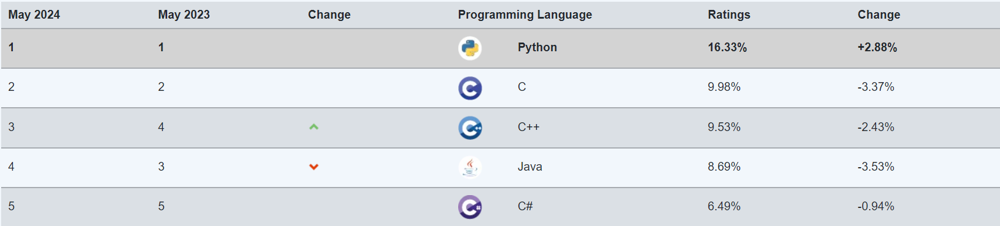 May 2024 May 2023 Change Programming Language Ratings Change
1 1 Python 16.33% +2.88%
2 2 C 9.98% -3.37%
3 4 C++ 9.53% -2.43%
4 3 Java 8.69% -3.53%
5 5 C# 6.49% -0.94%